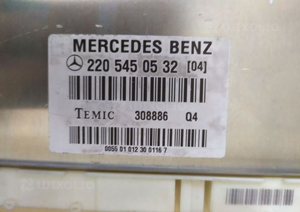 MERCEDES BENZ
220 545 05 32 [04]
TEMIC 308886 Q4
0055 01 012 30 0116 7